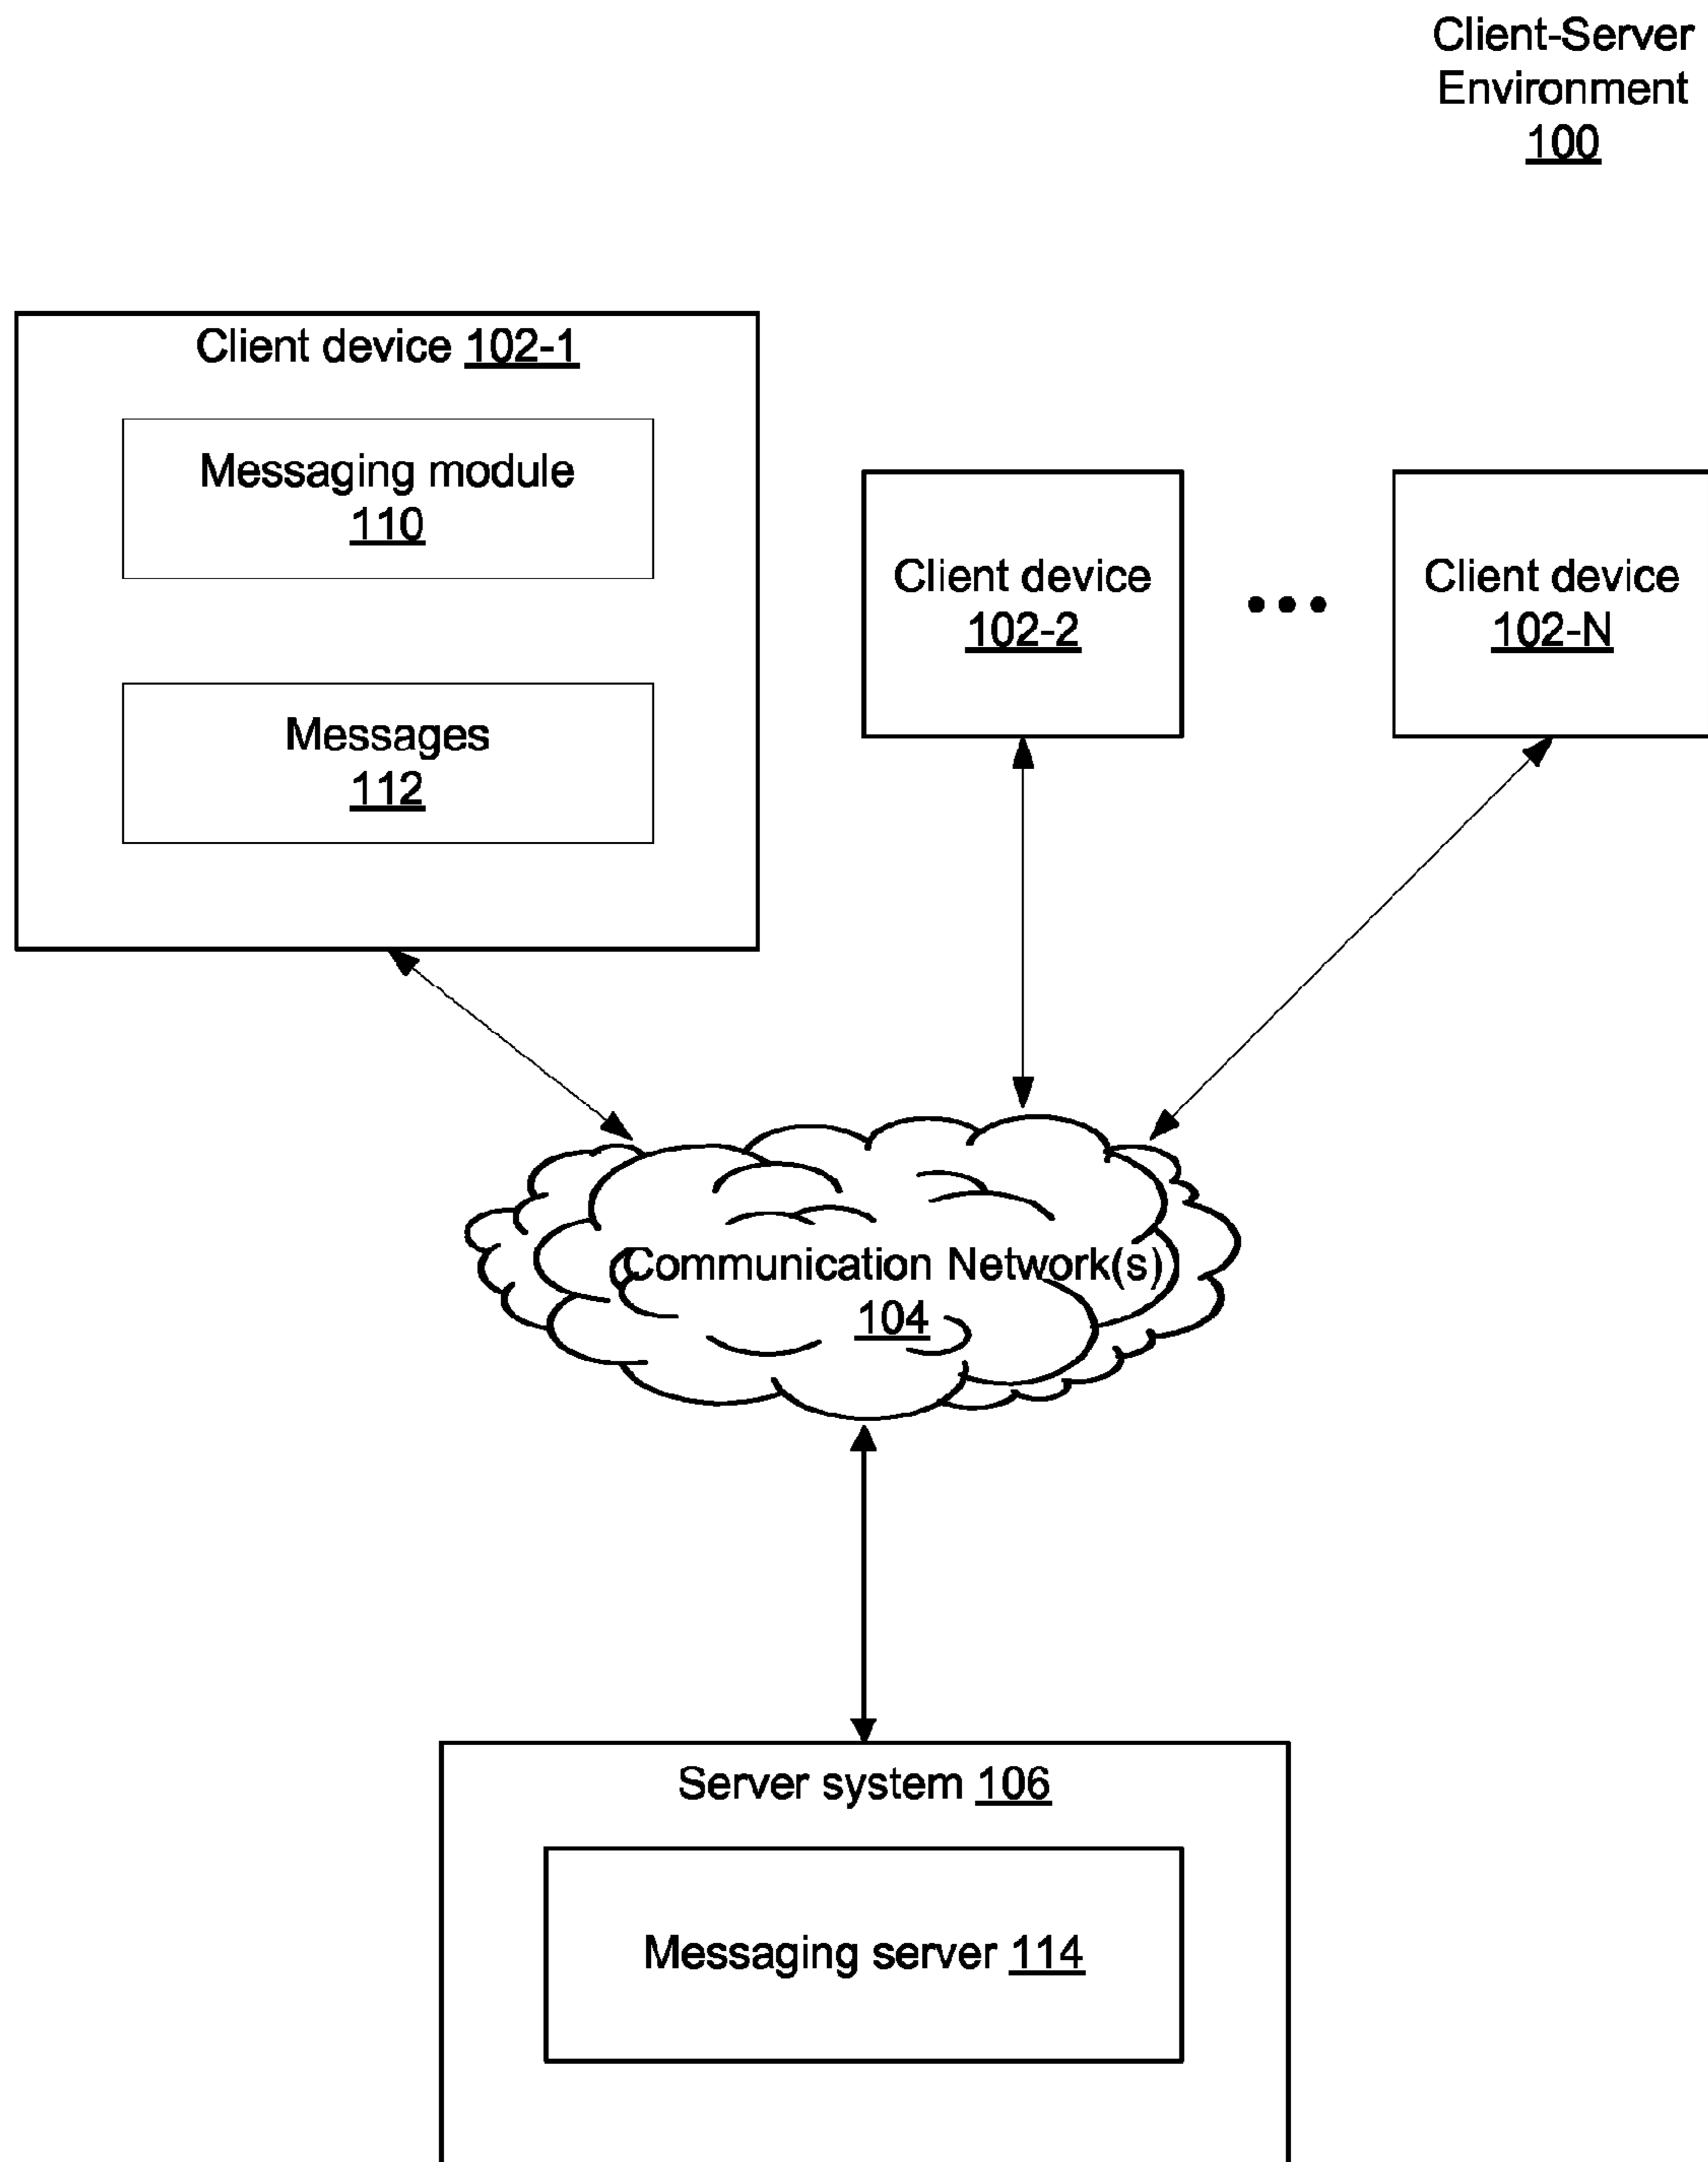 Client-Server
Environment
100
Client device 102-1
Messaging module
110
Messages
112
Client device
102-2
Client device
102-N
Communication Network(s)
104
Server system 106
Messaging server 114